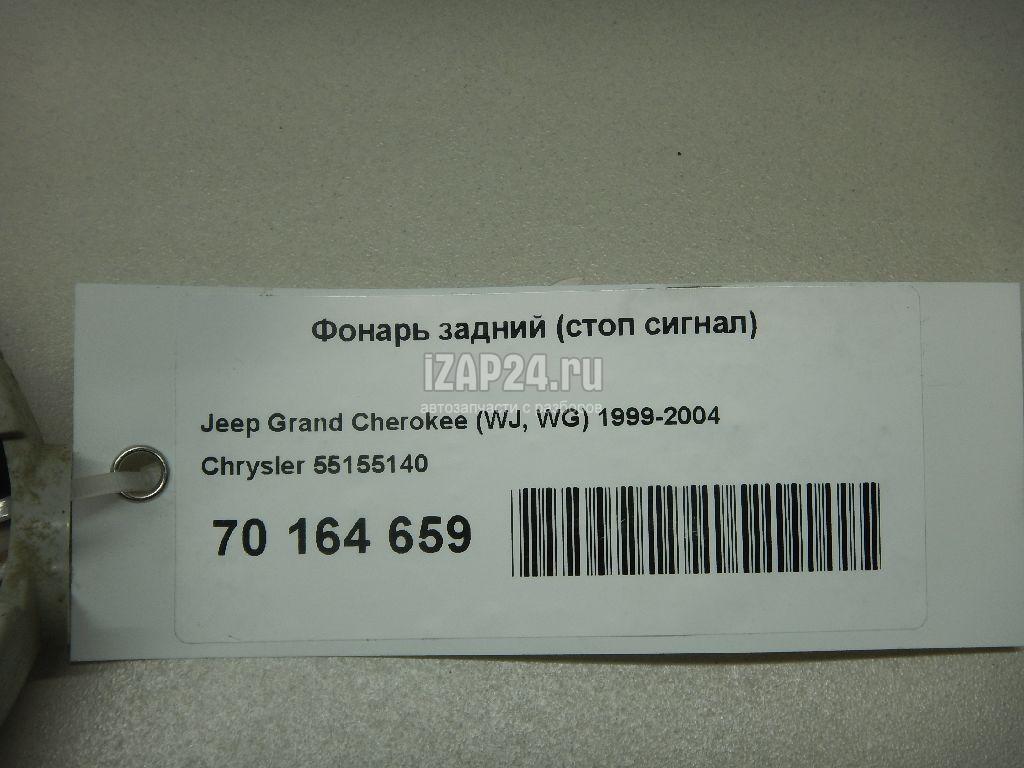 Фонарь задний (стоп сигнал)
iZAP24.ru
автозапчасти с разборов
Jeep Grand Cherokee (WJ, WG) 1999-2004
Chrysler 55155140
70 164 659